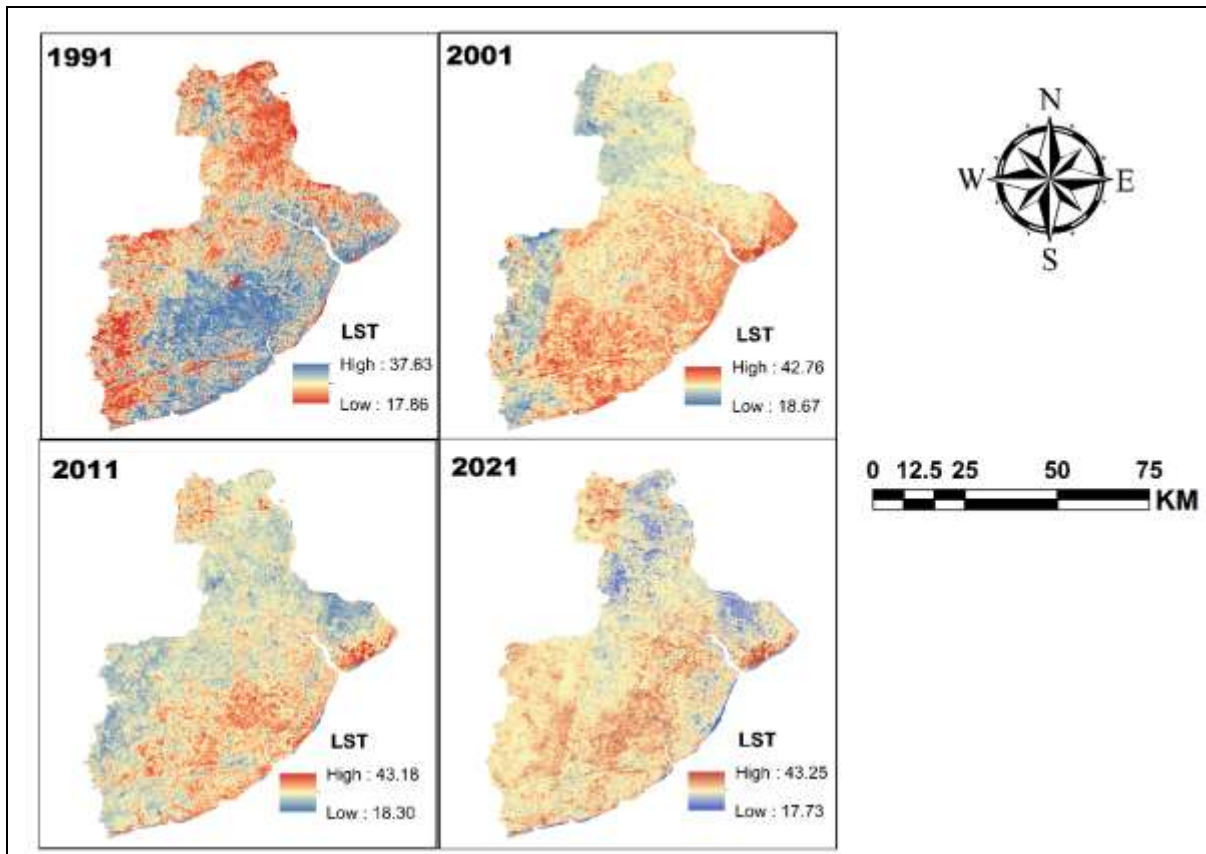 1991
LST
High : 37.63
Low : 17.86
2001
LST
High : 42.76
Low : 18.67
2011
LST
High : 43.18
Low : 18.30
2021
LST
High : 43.25
Low : 17.73
N
W E
S
0 12.5 25 50 75
KM